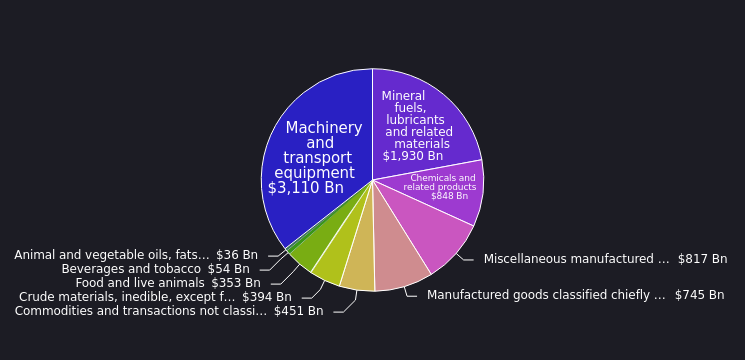 Mineral
fuels,
lubricants
and related
materials
$1,930 Bn
Machinery
and
transport
equipment
$3,110 Bn
Chemicals and
related products
$848 Bn
Animal and vegetable oils, fats… $36 Bn
Beverages and tobacco $54 Bn
Food and live animals $353 Bn
Crude materials, inedible, except f… $394 Bn
Commodities and transactions not classi… $451 Bn
Miscellaneous manufactured … $817 Bn
Manufactured goods classified chiefly … $745 Bn